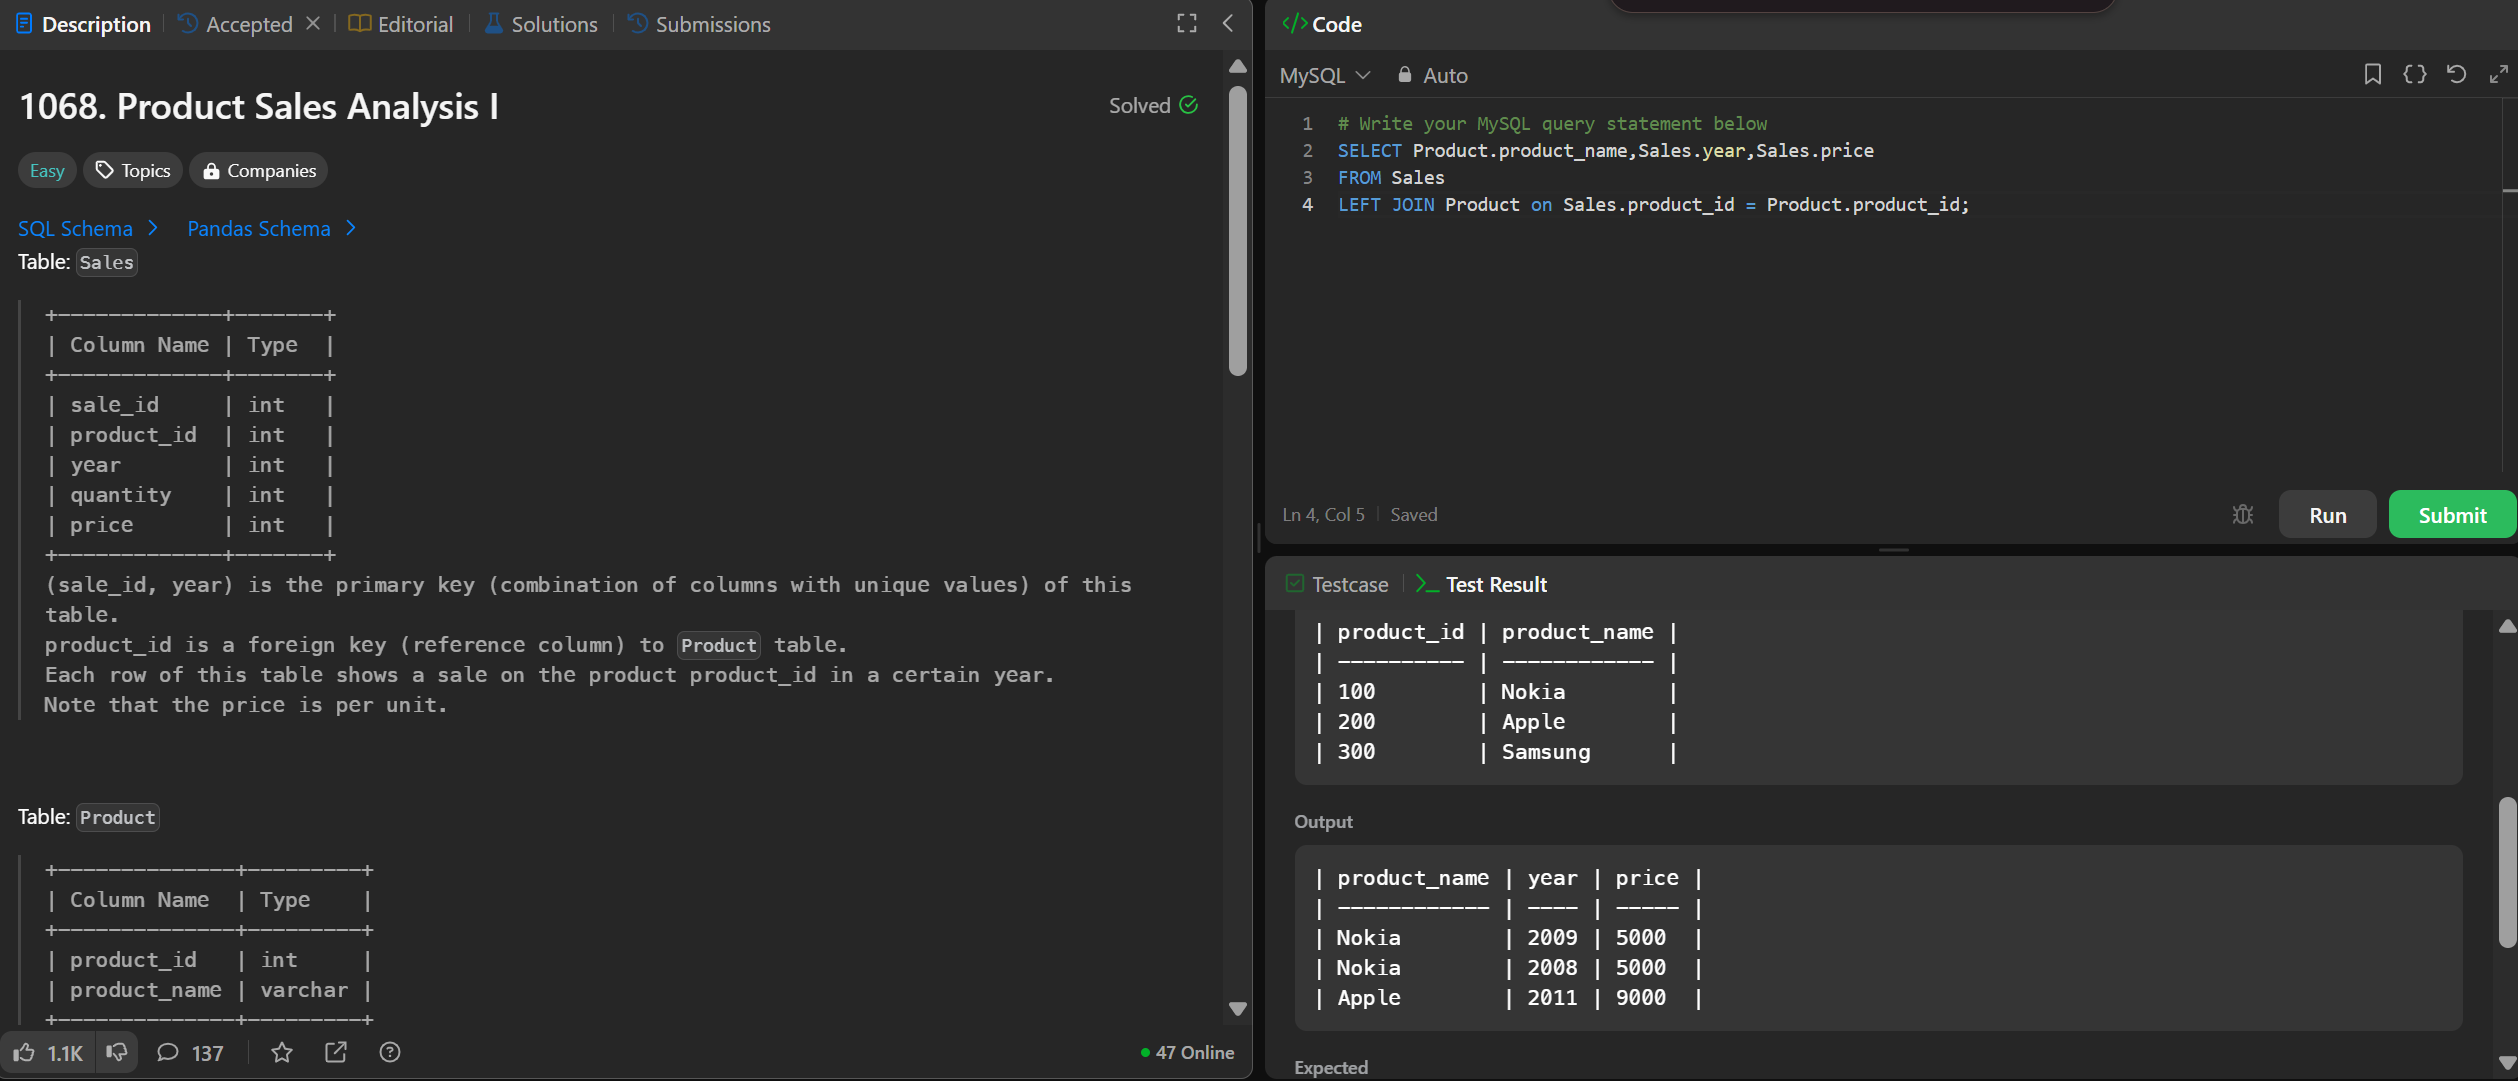 Description
Accepted
Editorial
Solutions
Submissions
1068. Product Sales Analysis I
Solved
Easy
Topics
Companies
SQL Schema
Pandas Schema
Table: Sales
+-------------+-------+
| Column Name | Type  |
+-------------+-------+
| sale_id     | int   |
| product_id  | int   |
| year        | int   |
| quantity    | int   |
| price       | int   |
+-------------+-------+
(sale_id, year) is the primary key (combination of columns with unique values) of this
table.
product_id is a foreign key (reference column) to Product table.
Each row of this table shows a sale on the product product_id in a certain year.
Note that the price is per unit.
Table: Product
+--------------+---------+
| Column Name  | Type    |
+--------------+---------+
| product_id   | int     |
| product_name | varchar |
+--------------+---------+
1.1K
137
47 Online
</> Code
MySQL
Auto
1 # Write your MySQL query statement below
2 SELECT Product.product_name,Sales.year,Sales.price
3 FROM Sales
4 LEFT JOIN Product on Sales.product_id = Product.product_id;
Ln 4, Col 5
Saved
Run
Submit
Testcase
>_ Test Result
| product_id | product_name |
| ---------- | ------------ |
| 100        | Nokia        |
| 200        | Apple        |
| 300        | Samsung      |
Output
| product_name | year | price |
| ------------ | ---- | ----- |
| Nokia        | 2009 | 5000  |
| Nokia        | 2008 | 5000  |
| Apple        | 2011 | 9000  |
Expected